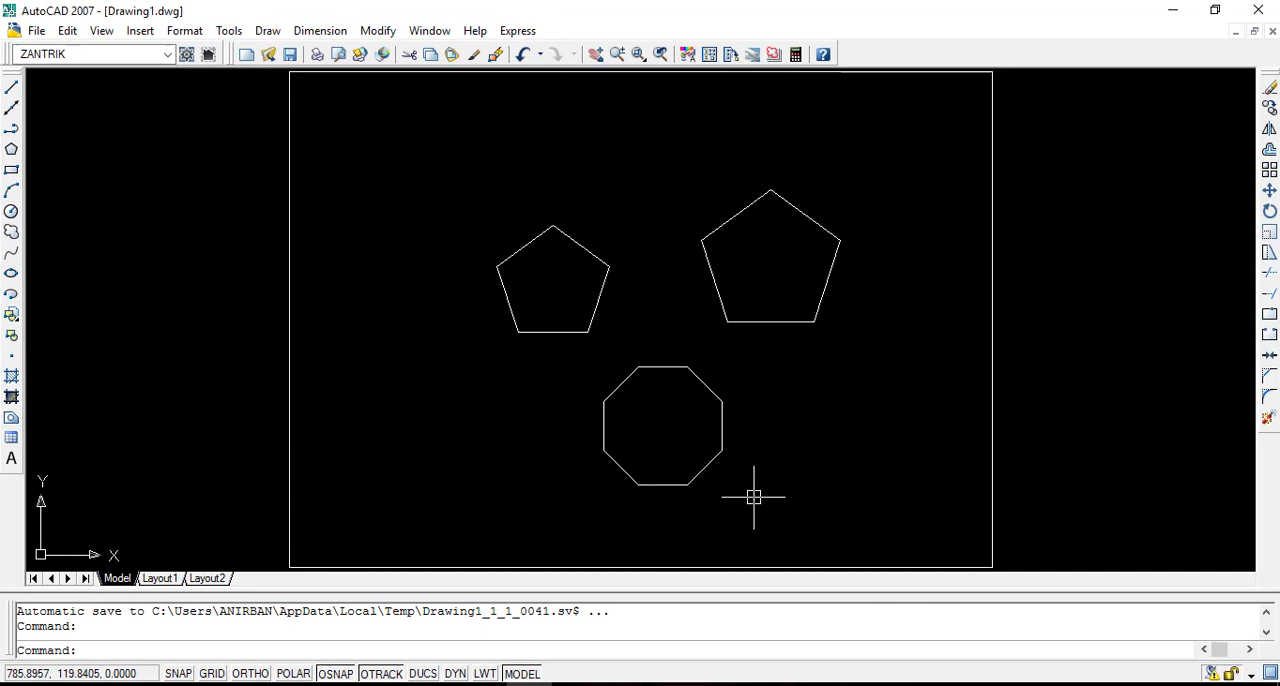 AutoCAD 2007 - [Drawing1.dwg]
File Edit View Insert Format Tools Draw Dimension Modify Window Help Express
ZANTRIK
A
Y
X
Model Layout1 Layout2
Automatic save to C:\Users\ANIRBAN\AppData\Local\Temp\Drawing1_1_1_0041.sv$ ...
Command:
Command:
785.8957, 119.8405, 0.0000 SNAP GRID ORTHO POLAR OSNAP OTRACK DUCS DYN LWT MODEL